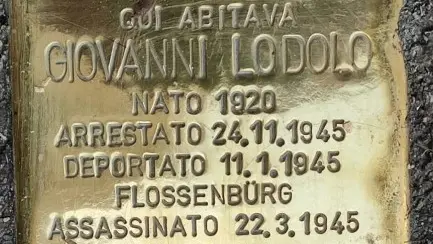 QUI ABITAVA
GIOVANNI LODOLO
NATO 1920
ARRESTATO 24.11.1945
DEPORTATO 11.1.1945
FLOSSENBÜRG
ASSASSINATO 22.3.1945